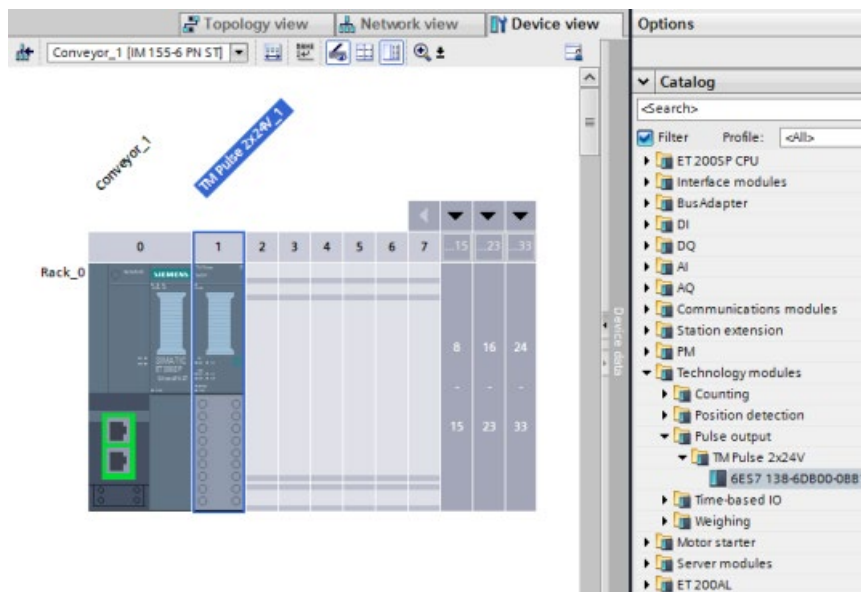 Topology view
Network view
Device view
Options
Conveyor_1 [IM 155-6 PN ST]
Catalog
<Search>
Filter
Profile:
<All>
Conveyor_1
TM Pulse 2x24V_1
0
1
2
3
4
5
6
7
...15
...23
...33
Rack_0
SIEMENS
SIMATIC
ET 200SP
8
16
24
-
-
-
15
23
33
Device data
ET 200SP CPU
Interface modules
BusAdapter
DI
DQ
AI
AQ
Communications modules
Station extension
PM
Technology modules
Counting
Position detection
Pulse output
TM Pulse 2x24V
6ES7 138-6DB00-0BB1
Time-based IO
Weighing
Motor starter
Server modules
ET 200AL